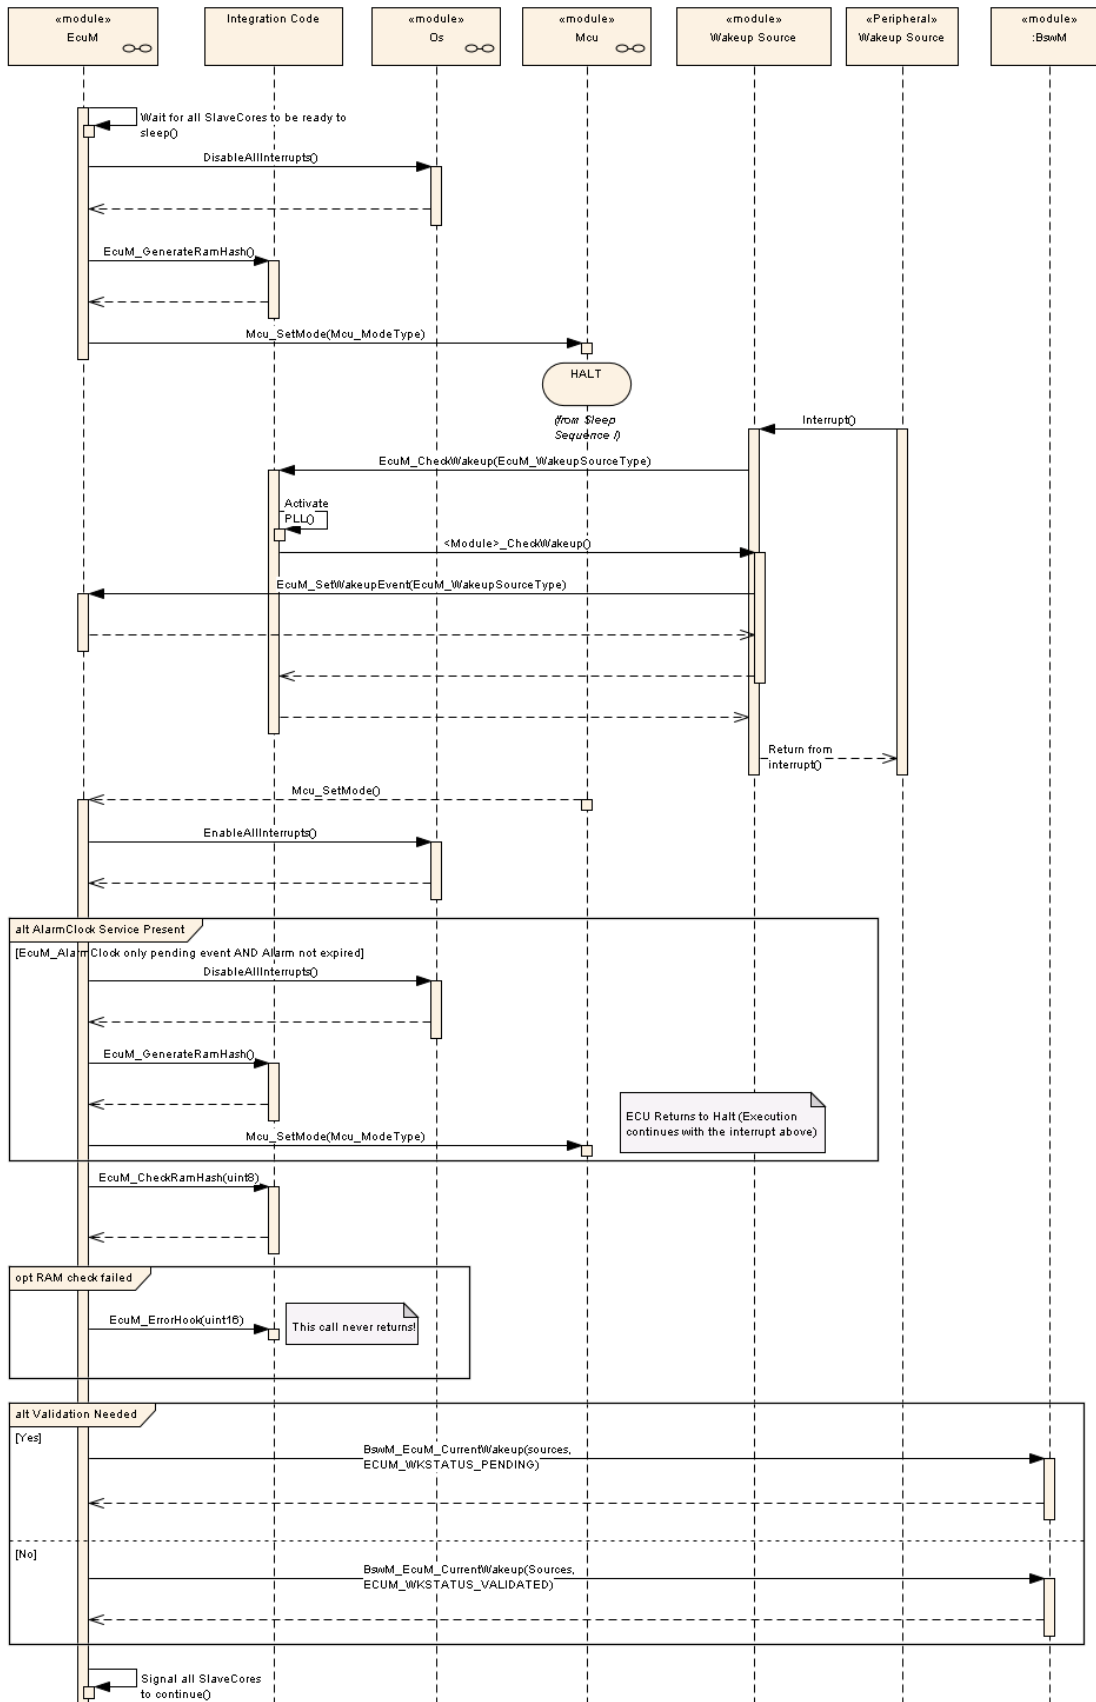 «module»
EcuM
Integration Code
«module»
Os
«module»
Mcu
«module»
Wakeup Source
«Peripheral»
Wakeup Source
«module»
:BswM
Wait for all SlaveCores to be ready to
sleep()
DisableAllInterrupts()
EcuM_GenerateRamHash()
Mcu_SetMode(Mcu_ModeType)
HALT
(from Sleep
Sequence I)
Interrupt()
EcuM_CheckWakeup(EcuM_WakeupSourceType)
Activate
PLL()
<Module>_CheckWakeup()
EcuM_SetWakeupEvent(EcuM_WakeupSourceType)
Return from
interrupt()
Mcu_SetMode()
EnableAllInterrupts()
alt AlarmClock Service Present
[EcuM_AlarmClock only pending event AND Alarm not expired]
DisableAllInterrupts()
EcuM_GenerateRamHash()
ECU Returns to Halt (Execution
continues with the interrupt above)
Mcu_SetMode(Mcu_ModeType)
EcuM_CheckRamHash(uint8)
opt RAM check failed
EcuM_ErrorHook(uint16)
This call never returns!
alt Validation Needed
[Yes]
BswM_EcuM_CurrentWakeup(sources,
ECUM_WKSTATUS_PENDING)
[No]
BswM_EcuM_CurrentWakeup(Sources,
ECUM_WKSTATUS_VALIDATED)
Signal all SlaveCores
to continue()